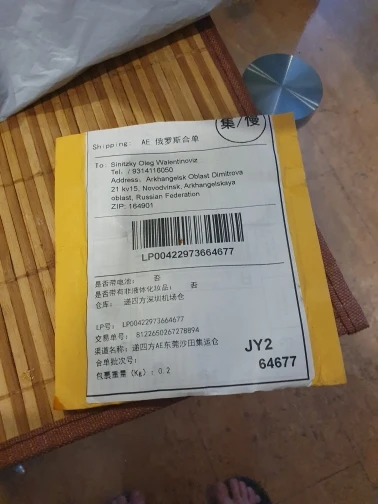 集/慢
Shipping: AE 俄罗斯合单
To: Sinitzky Oleg Walentinoviz
Tel: /9314116050
Address: Arkhangelsk Oblast Dimitrova
21 kv15, Novodvinsk, Arkhangelskaya
oblast, Russian Federation
ZIP: 164901
LP00422973664677
是否带电池: 否
是否带有非液体化妆品: 否
仓库: 递四方深圳机场仓
LP号: LP00422973664677
交易单号: 8122650267278894
渠道名称: 递四方AE东莞沙田集运仓
合单批次号:
包裹重量(Kg): 0.2
JY2
64677